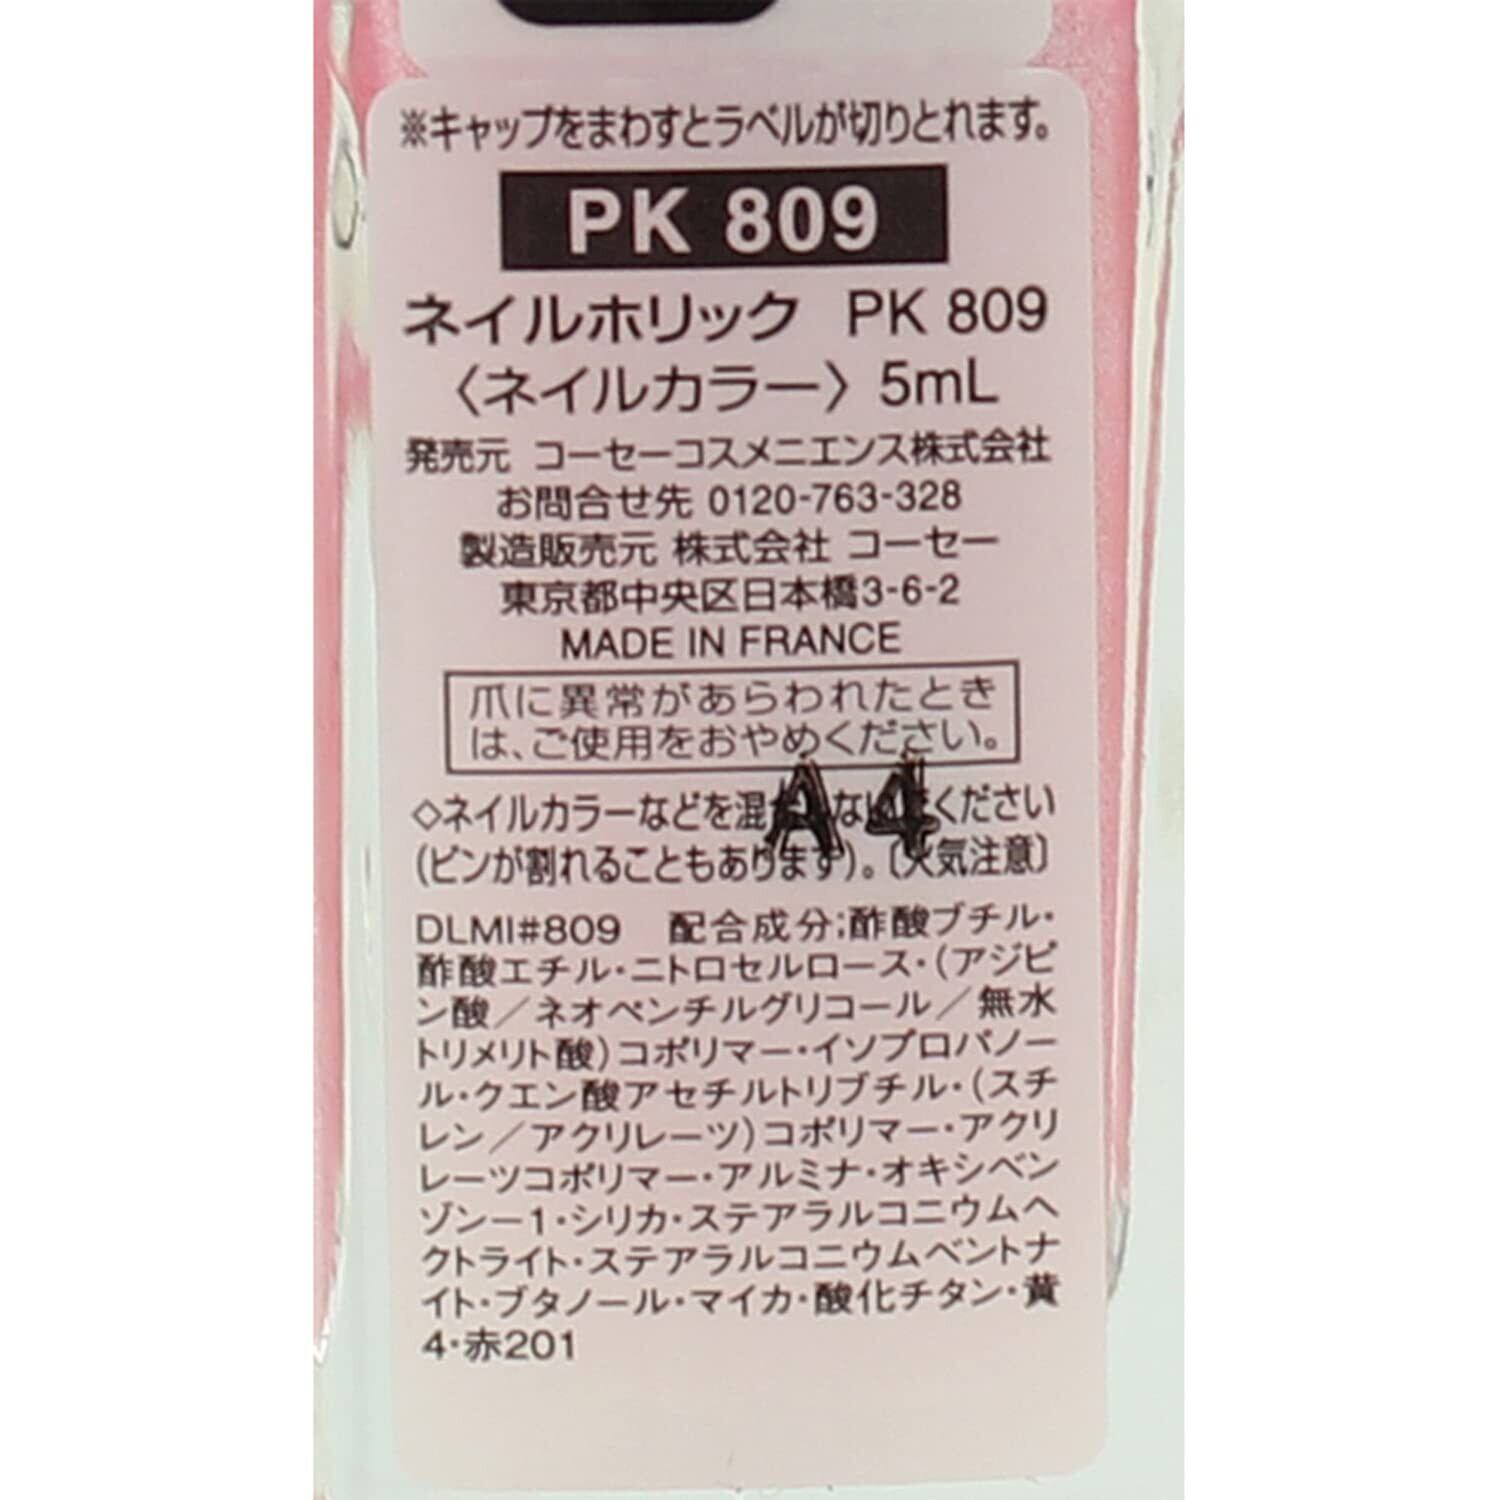 ※キャップをまわすとラベルが切りとれます。
PK 809
ネイルホリック PK 809
〈ネイルカラー〉5mL
発売元 コーセーコスメニエンス株式会社
お問合せ先 0120-763-328
製造販売元 株式会社 コーセー
東京都中央区日本橋3-6-2
MADE IN FRANCE
爪に異常があらわれたとき
は、ご使用をおやめください。
A4
◇ネイルカラーなどを混ぜないでください
(ビンが割れることもあります)。〔火気注意〕
DLMI#809 配合成分;酢酸ブチル・
酢酸エチル・ニトロセルロース・(アジピ
ン酸/ネオペンチルグリコール/無水
トリメリト酸)コポリマー・イソプロパノー
ル・クエン酸アセチルトリブチル・(スチ
レン/アクリレーツ)コポリマー・アクリ
レーツコポリマー・アルミナ・オキシベン
ゾンー1・シリカ・ステアラルコニウムヘ
クトライト・ステアラルコニウムベントナ
イト・ブタノール・マイカ・酸化チタン・黄
4・赤201